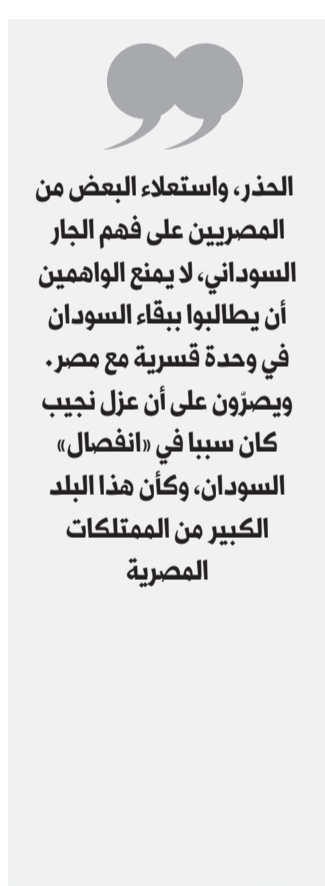 الحذر، واستعلاء البعض من
المصريين على فهم الجار
السوداني، لا يمنع الواهمين
أن يطالبوا ببقاء السودان
في وحدة قسرية مع مصر.
ويصرّون على أن عزل نجيب
كان سببا في «انفصال»
السودان، وكأن هذا البلد
الكبير من الممتلكات
المصرية